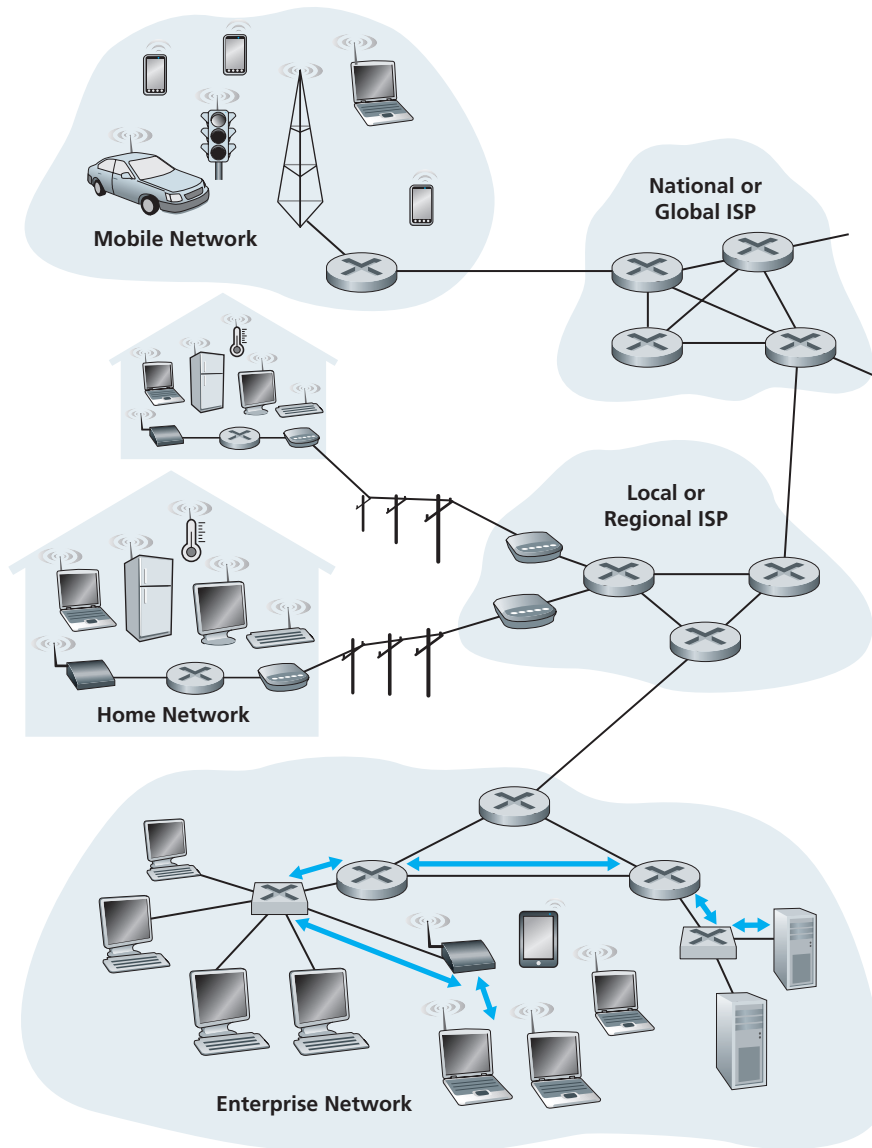 Mobile Network
National or
Global ISP
Local or
Regional ISP
Home Network
Enterprise Network